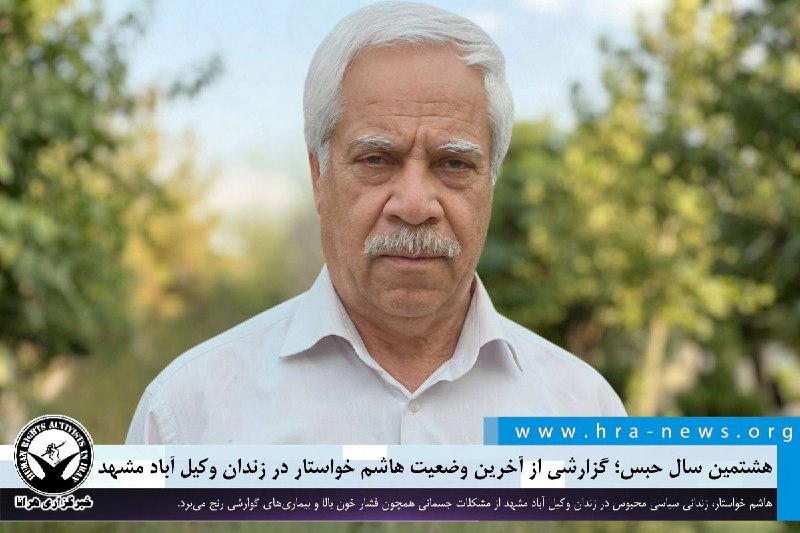 www.hra-news.org
هشتمین سال حبس؛ گزارشی از آخرین وضعیت هاشم خواستار در زندان وکیل آباد مشهد
هاشم خواستار، زندانی سیاسی محبوس در زندان وکیل آباد مشهد از مشکلات جسمانی همچون فشار خون بالا و بیماری‌های گوارشی رنج می‌برد.
HUMAN RIGHTS ACTIVISTS IN IRAN
خبرگزاری هرانا